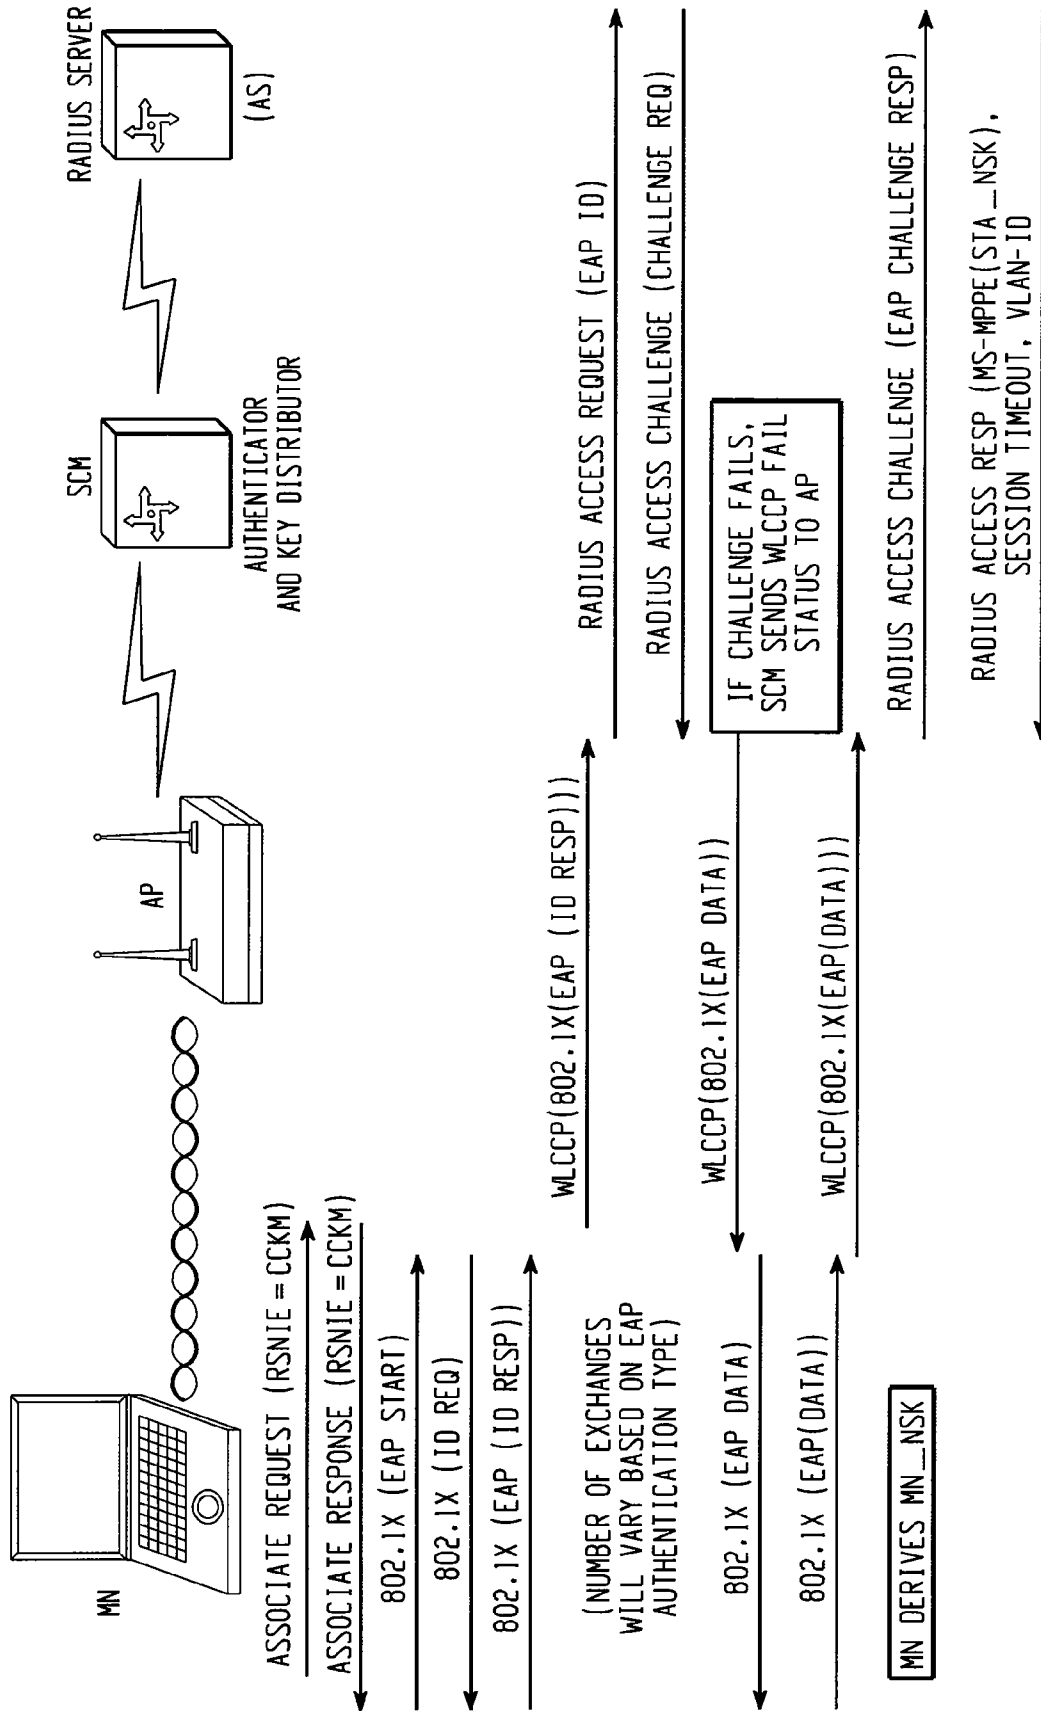 MN
AP
SCM
AUTHENTICATOR
AND KEY DISTRIBUTOR
RADIUS SERVER
(AS)
ASSOCIATE REQUEST (RSNIE=CCKM)
ASSOCIATE RESPONSE (RSNIE=CCKM)
802.1X (EAP START)
802.1X (ID REQ)
802.1X (EAP (ID RESP))
WLCCP(802.1X(EAP (ID RESP)))
RADIUS ACCESS REQUEST (EAP ID)
RADIUS ACCESS CHALLENGE (CHALLENGE REQ)
(NUMBER OF EXCHANGES
WILL VARY BASED ON EAP
AUTHENTICATION TYPE)
IF CHALLENGE FAILS,
SCM SENDS WLCCP FAIL
STATUS TO AP
WLCCP(802.1X(EAP DATA))
802.1X (EAP DATA)
802.1X (EAP(DATA))
WLCCP(802.1X(EAP(DATA)))
RADIUS ACCESS CHALLENGE (EAP CHALLENGE RESP)
MN DERIVES MN_NSK
RADIUS ACCESS RESP (MS-MPPE(STA_NSK),
SESSION TIMEOUT, VLAN-ID